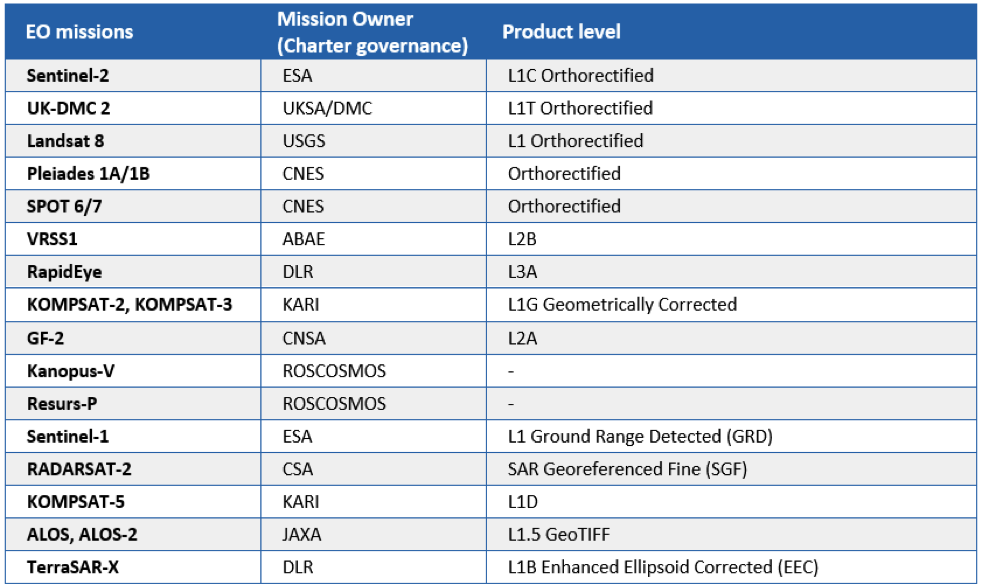 EO missions Mission Owner (Charter governance) Product level
Sentinel-2 ESA L1C Orthorectified
UK-DMC 2 UKSA/DMC L1T Orthorectified
Landsat 8 USGS L1 Orthorectified
Pleiades 1A/1B CNES Orthorectified
SPOT 6/7 CNES Orthorectified
VRSS1 ABAE L2B
RapidEye DLR L3A
KOMPSAT-2, KOMPSAT-3 KARI L1G Geometrically Corrected
GF-2 CNSA L2A
Kanopus-V ROSCOSMOS -
Resurs-P ROSCOSMOS -
Sentinel-1 ESA L1 Ground Range Detected (GRD)
RADARSAT-2 CSA SAR Georeferenced Fine (SGF)
KOMPSAT-5 KARI L1D
ALOS, ALOS-2 JAXA L1.5 GeoTIFF
TerraSAR-X DLR L1B Enhanced Ellipsoid Corrected (EEC)